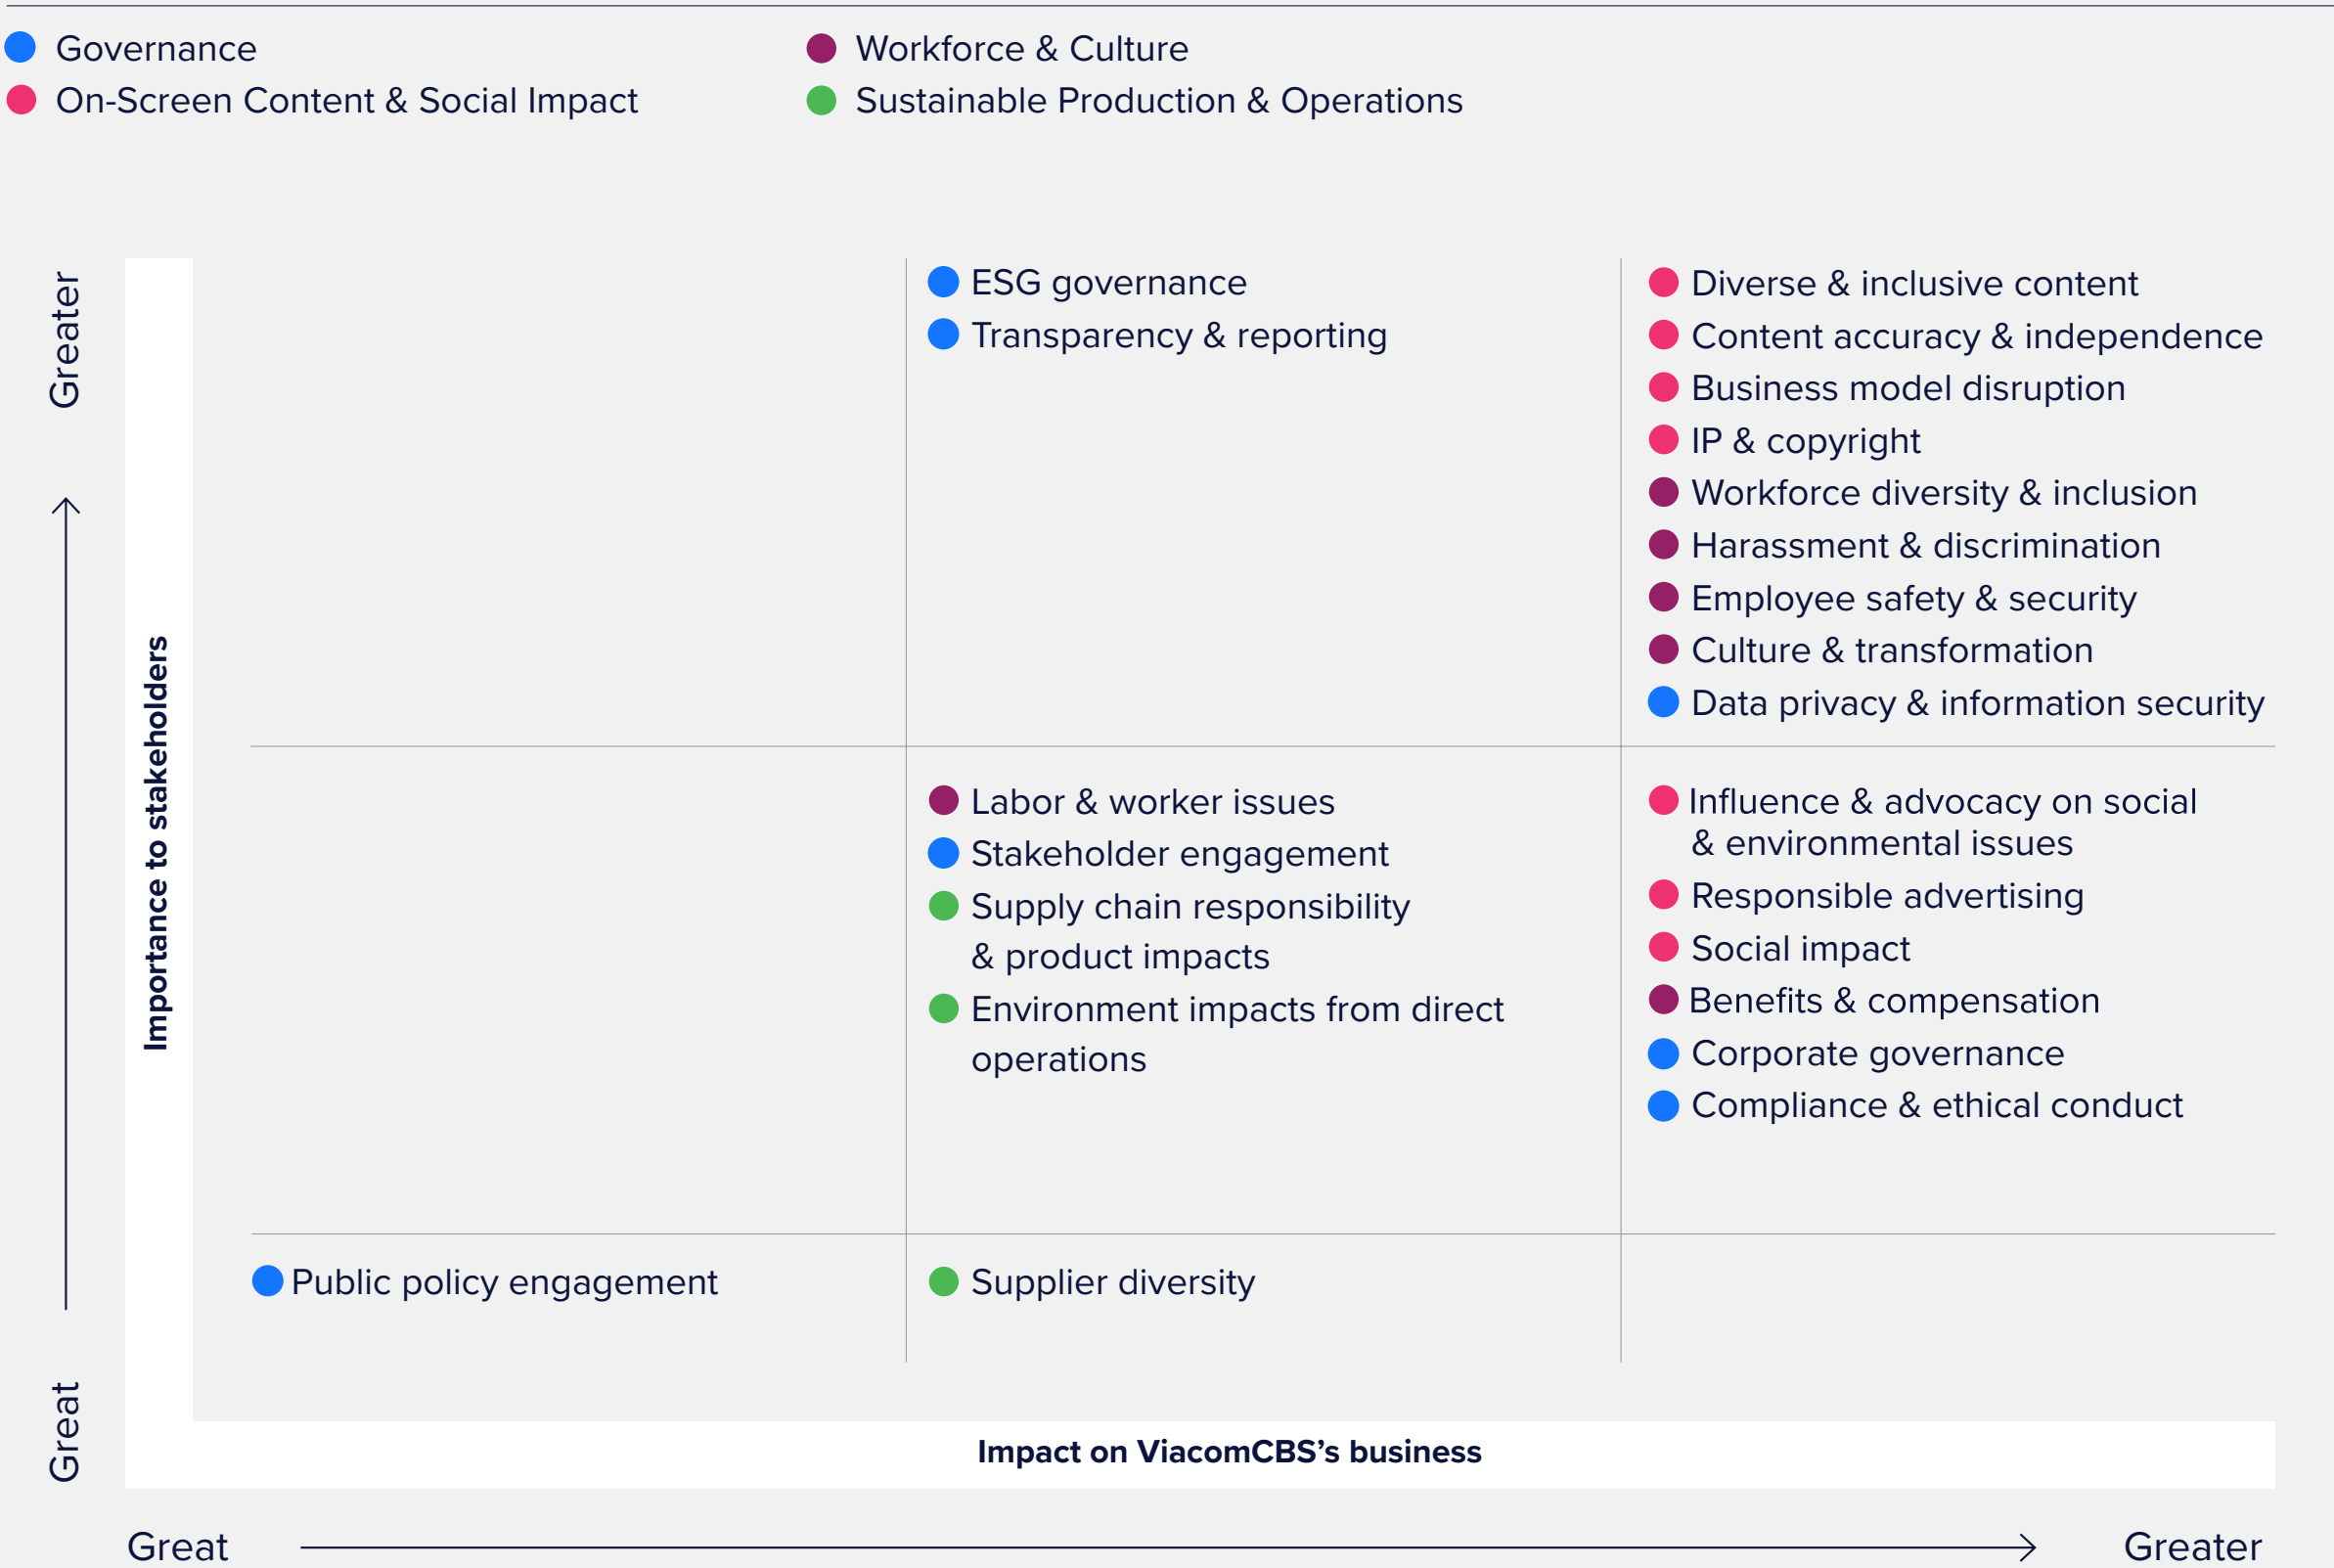 Governance
On-Screen Content & Social Impact
Workforce & Culture
Sustainable Production & Operations
Greater
Great
Importance to stakeholders
ESG governance
Transparency & reporting
Diverse & inclusive content
Content accuracy & independence
Business model disruption
IP & copyright
Workforce diversity & inclusion
Harassment & discrimination
Employee safety & security
Culture & transformation
Data privacy & information security
Labor & worker issues
Stakeholder engagement
Supply chain responsibility
& product impacts
Environment impacts from direct
operations
Influence & advocacy on social
& environmental issues
Responsible advertising
Social impact
Benefits & compensation
Corporate governance
Compliance & ethical conduct
Public policy engagement
Supplier diversity
Impact on ViacomCBS’s business
Great
Greater